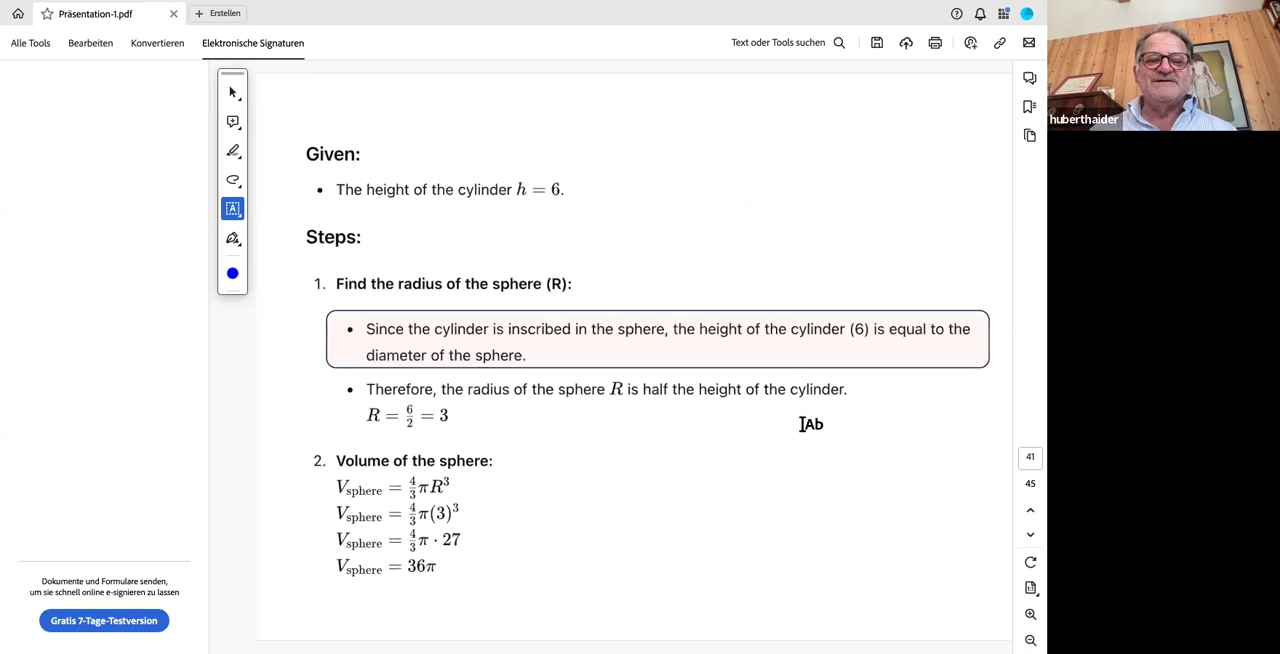 Präsentation-1.pdf
Erstellen
Alle Tools
Bearbeiten
Konvertieren
Elektronische Signaturen
Text oder Tools suchen
huberthaider
Given:
• The height of the cylinder h = 6.
Steps:
1. Find the radius of the sphere (R):
• Since the cylinder is inscribed in the sphere, the height of the cylinder (6) is equal to the
diameter of the sphere.
• Therefore, the radius of the sphere R is half the height of the cylinder.
R = 6/2 = 3
Ab
2. Volume of the sphere:
V_sphere = 4/3 πR³
V_sphere = 4/3 π(3)³
V_sphere = 4/3 π · 27
V_sphere = 36π
41
45
Dokumente und Formulare senden,
um sie schnell online e-signieren zu lassen
Gratis 7-Tage-Testversion